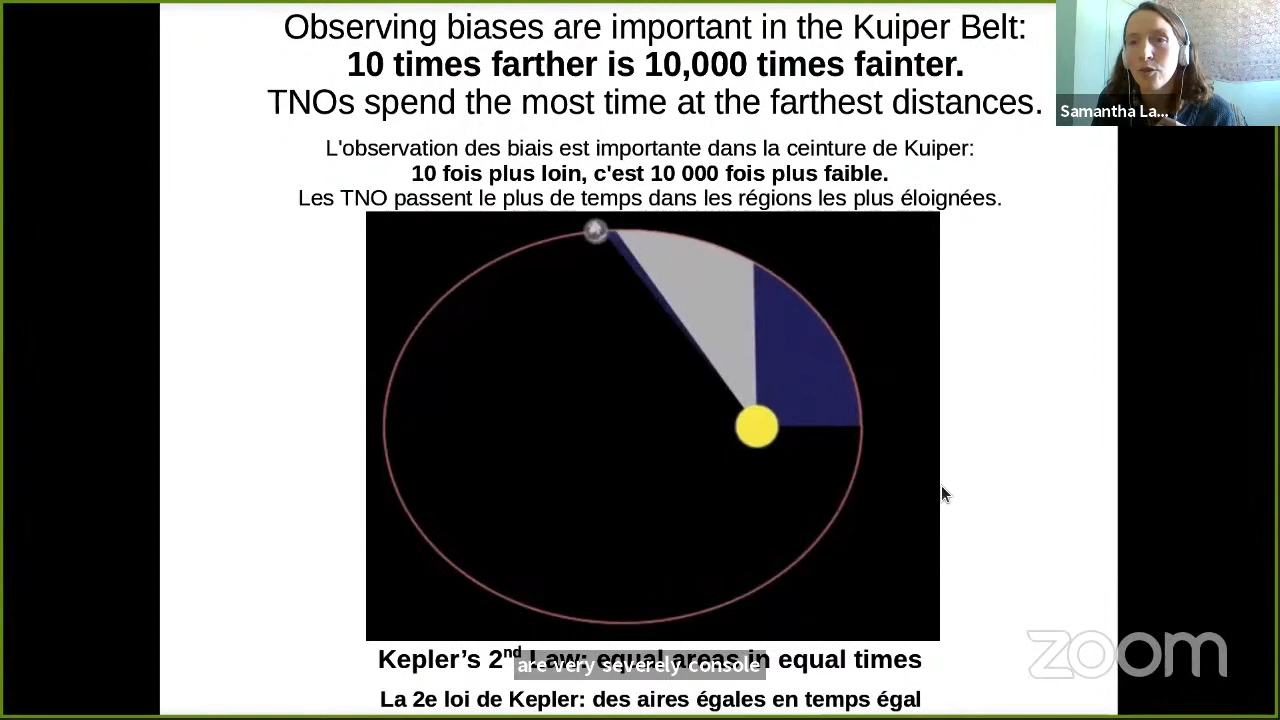 Observing biases are important in the Kuiper Belt:
10 times farther is 10,000 times fainter.
TNOs spend the most time at the farthest distances.
Samantha La...
L'observation des biais est importante dans la ceinture de Kuiper:
10 fois plus loin, c'est 10 000 fois plus faible.
Les TNO passent le plus de temps dans les régions les plus éloignées.
Kepler's 2nd Law: equal areas in equal times
are very severely console
La 2e loi de Kepler: des aires égales en temps égal
zoom